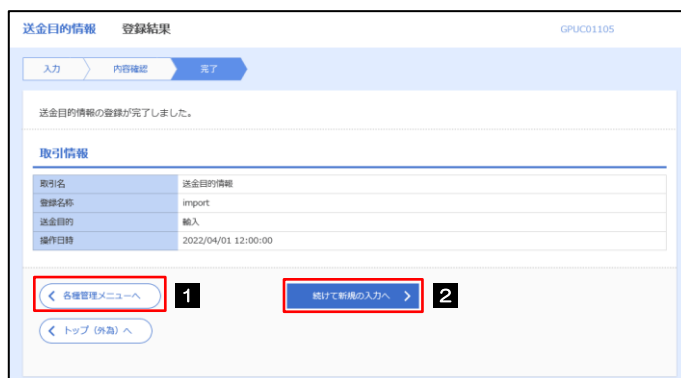 送金目的情報 登録結果 GPUC01105
入力 内容確認 完了
送金目的情報の登録が完了しました。
取引情報
取引名 送金目的情報
登録名称 import
送金目的 輸入
操作日時 2022/04/01 12:00:00
各種管理メニューへ 1 続けて新規の入力へ 2
トップ（外為）へ